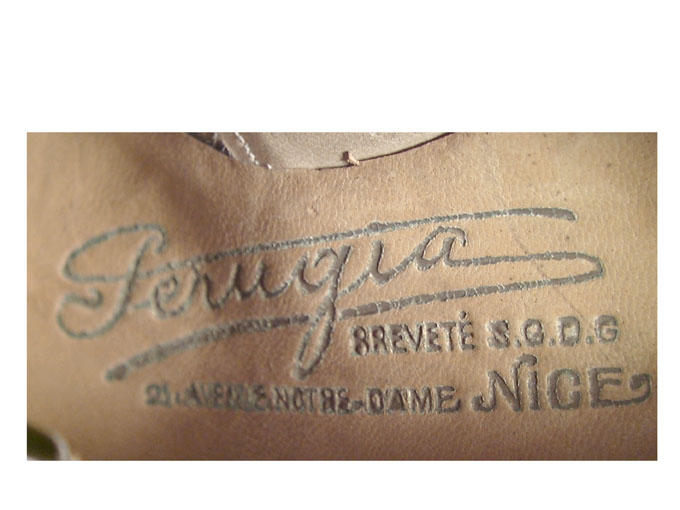 Perugia
BREVETÉ S.G.D.G
21. AVENUE NOTRE-DAME NICE